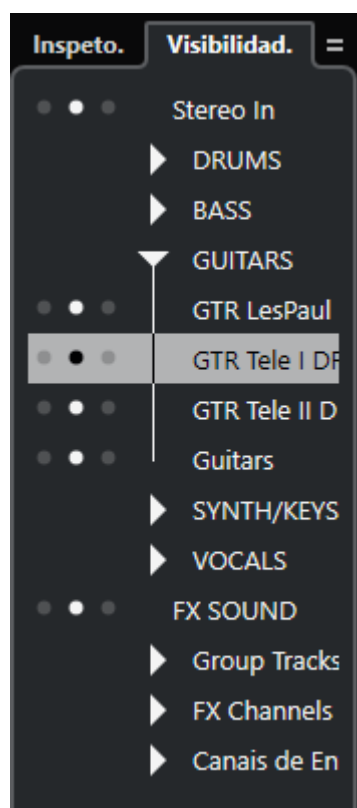 Inspeto. Visibilidad. =
Stereo In
DRUMS
BASS
GUITARS
GTR LesPaul
GTR Tele I DF
GTR Tele II D
Guitars
SYNTH/KEYS
VOCALS
FX SOUND
Group Tracks
FX Channels
Canais de En